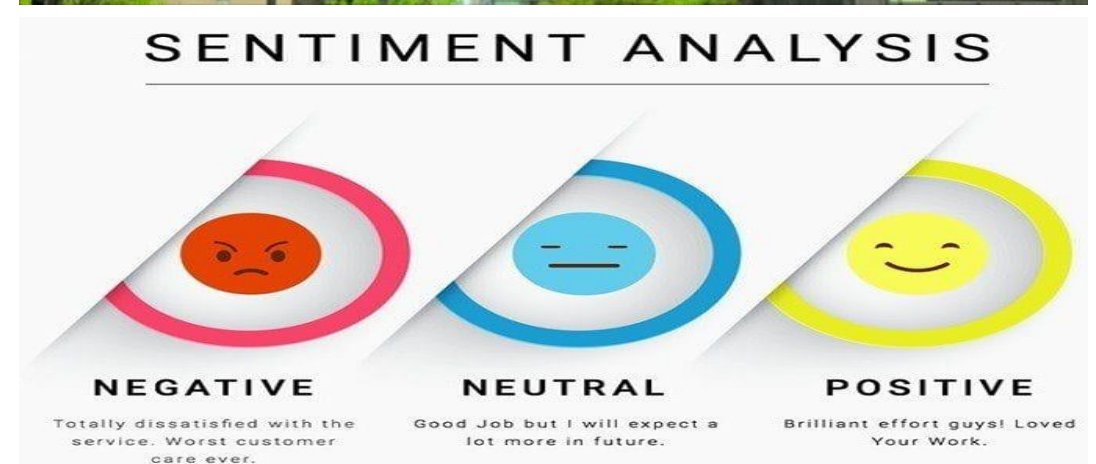 SENTIMENT ANALYSIS
NEGATIVE
Totally dissatisfied with the
service. Worst customer
care ever.
NEUTRAL
Good Job but I will expect a
lot more in future.
POSITIVE
Brilliant effort guys! Loved
Your Work.